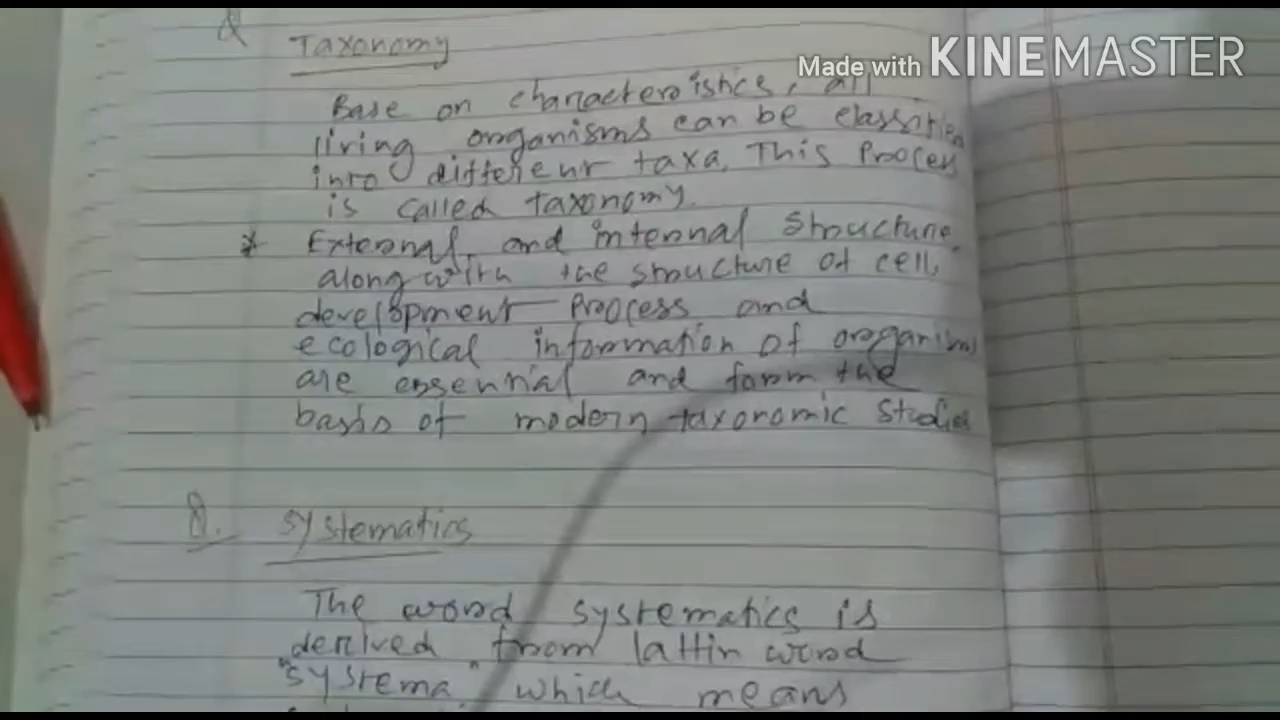 Q Taxonomy
Made with KINEMASTER
Base on characteristics, all
living organisms can be classified
into different taxa. This Process
is called taxonomy.
* External and internal structure
along with the structure of cell,
development Process and
ecological information of organisms
are essential and form the
basis of modern taxonomic studies
Q. Systematics
The word systematics is
derived from lattin word
"systema" which means